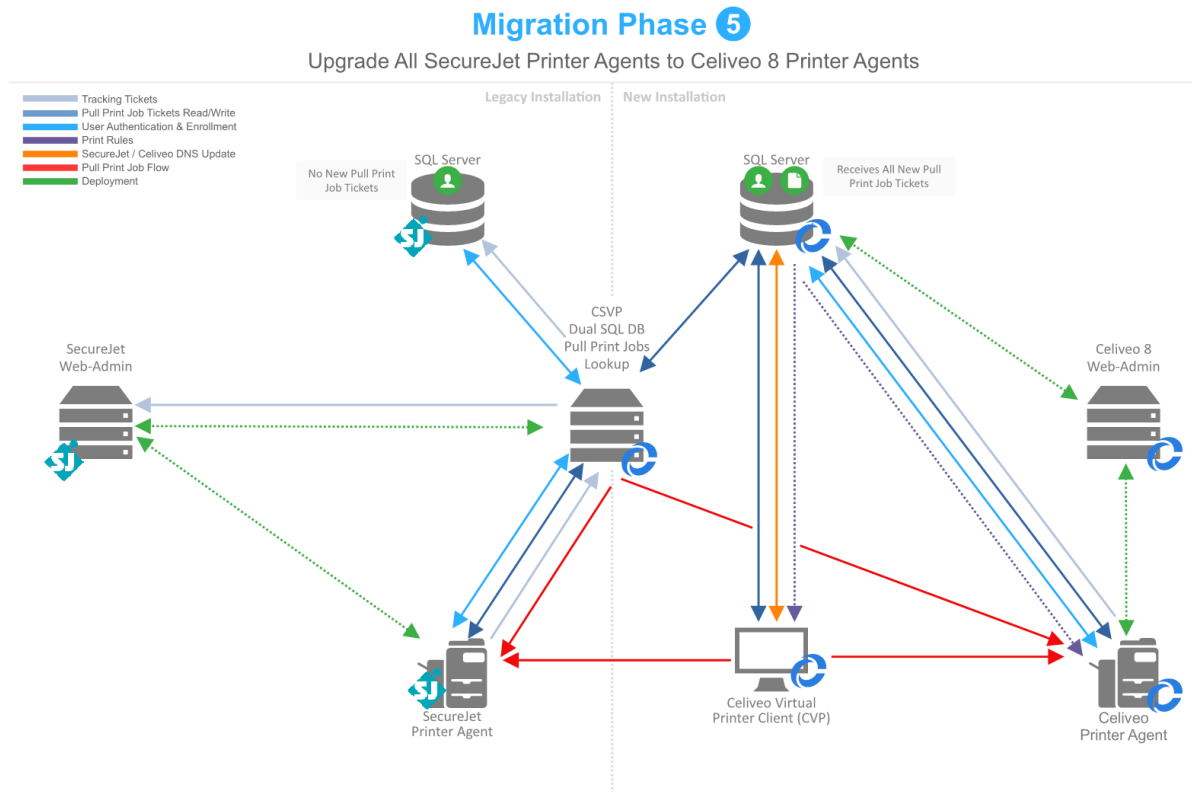 Migration Phase 5
Upgrade All SecureJet Printer Agents to Celiveo 8 Printer Agents
Legacy Installation
New Installation
Tracking Tickets
Pull Print Job Tickets Read/Write
User Authentication & Enrollment
Print Rules
SecureJet / Celiveo DNS Update
Pull Print Job Flow
Deployment
No New Pull Print
Job Tickets
SQL Server
SJ
SQL Server
Receives All New Pull
Print Job Tickets
CSVP
Dual SQL DB
Pull Print Jobs
Lookup
SecureJet
Web-Admin
SJ
Celiveo 8
Web-Admin
SJ
SecureJet
Printer Agent
Celiveo Virtual
Printer Client (CVP)
Celiveo
Printer Agent